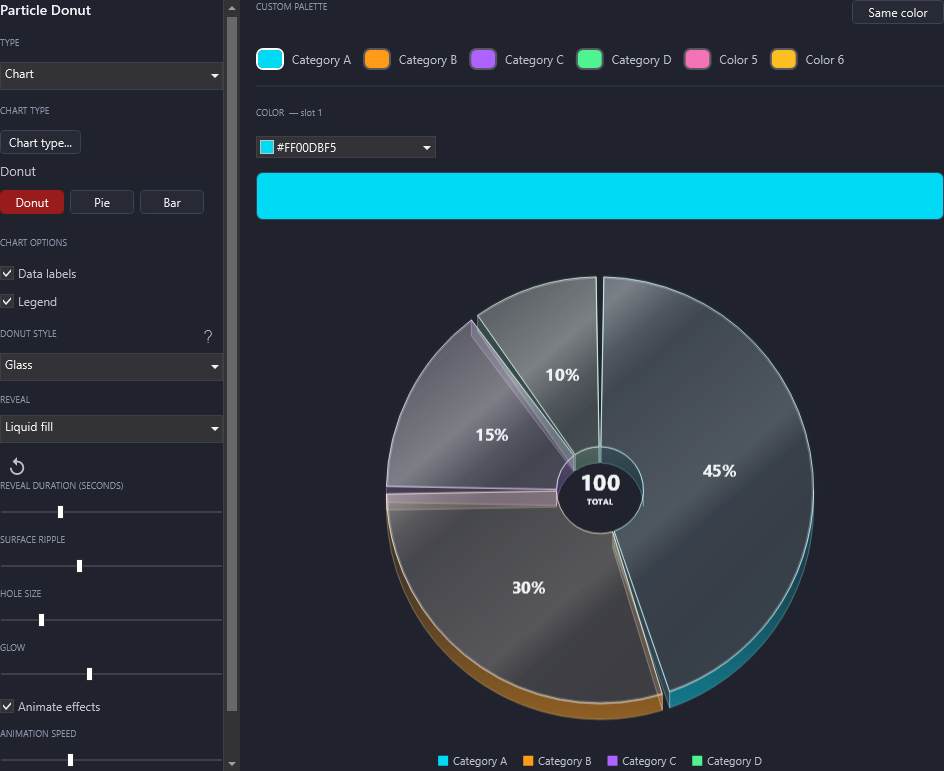 Particle Donut
TYPE
Chart
CHART TYPE
Chart type...
Donut
Donut Pie Bar
CHART OPTIONS
Data labels
Legend
DONUT STYLE ?
Glass
REVEAL
Liquid fill
REVEAL DURATION (SECONDS)
SURFACE RIPPLE
HOLE SIZE
GLOW
Animate effects
ANIMATION SPEED
CUSTOM PALETTE
Same color
Category A Category B Category C Category D Color 5 Color 6
COLOR — slot 1
#FF00DBF5
10%
15%
45%
100
TOTAL
30%
Category A Category B Category C Category D